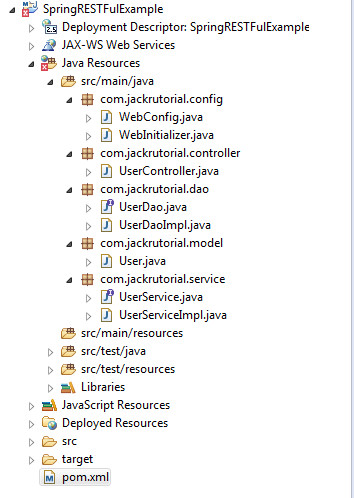 SpringRESTFulExample
Deployment Descriptor: SpringRESTFulExample
JAX-WS Web Services
Java Resources
src/main/java
com.jackrutorial.config
WebConfig.java
WebInitializer.java
com.jackrutorial.controller
UserController.java
com.jackrutorial.dao
UserDao.java
UserDaoImpl.java
com.jackrutorial.model
User.java
com.jackrutorial.service
UserService.java
UserServiceImpl.java
src/main/resources
src/test/java
src/test/resources
Libraries
JavaScript Resources
Deployed Resources
src
target
pom.xml